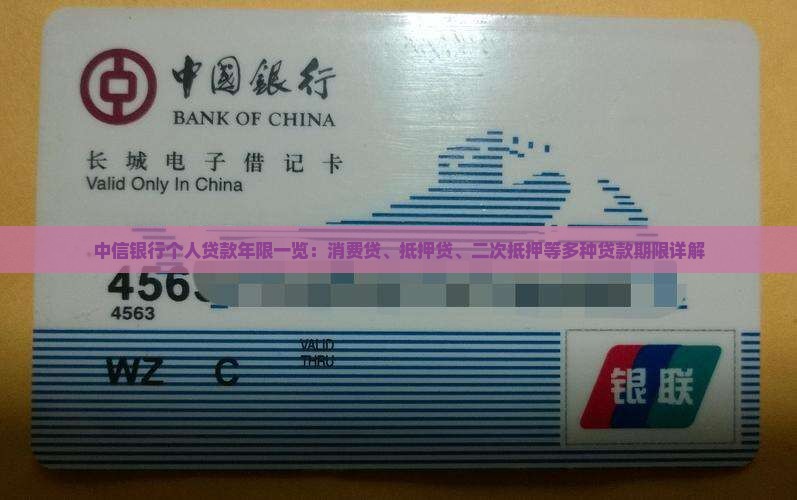 中国銀行
BANK OF CHINA
长城电子借记卡
Valid Only In China
中信银行个人贷款年限一览：消费贷、抵押贷、二次抵押等多种贷款期限详解
456
4563
VALID
THRU
WZ C
银联